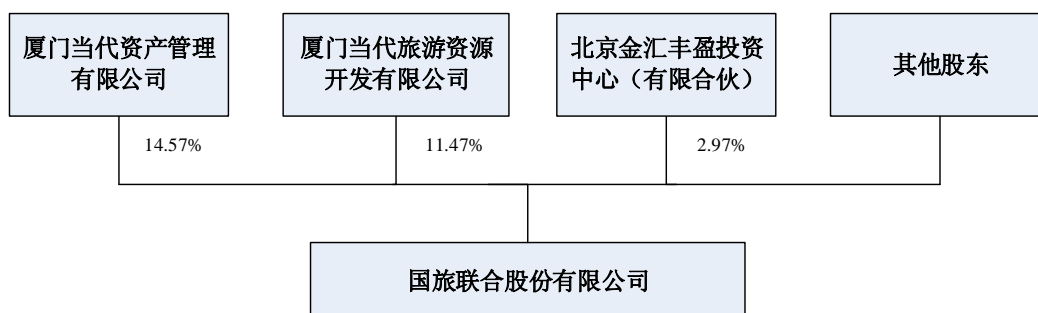 厦门当代资产管理
有限公司
厦门当代旅游资源
开发有限公司
北京金汇丰盈投资
中心（有限合伙）
其他股东
14.57%
11.47%
2.97%
国旅联合股份有限公司